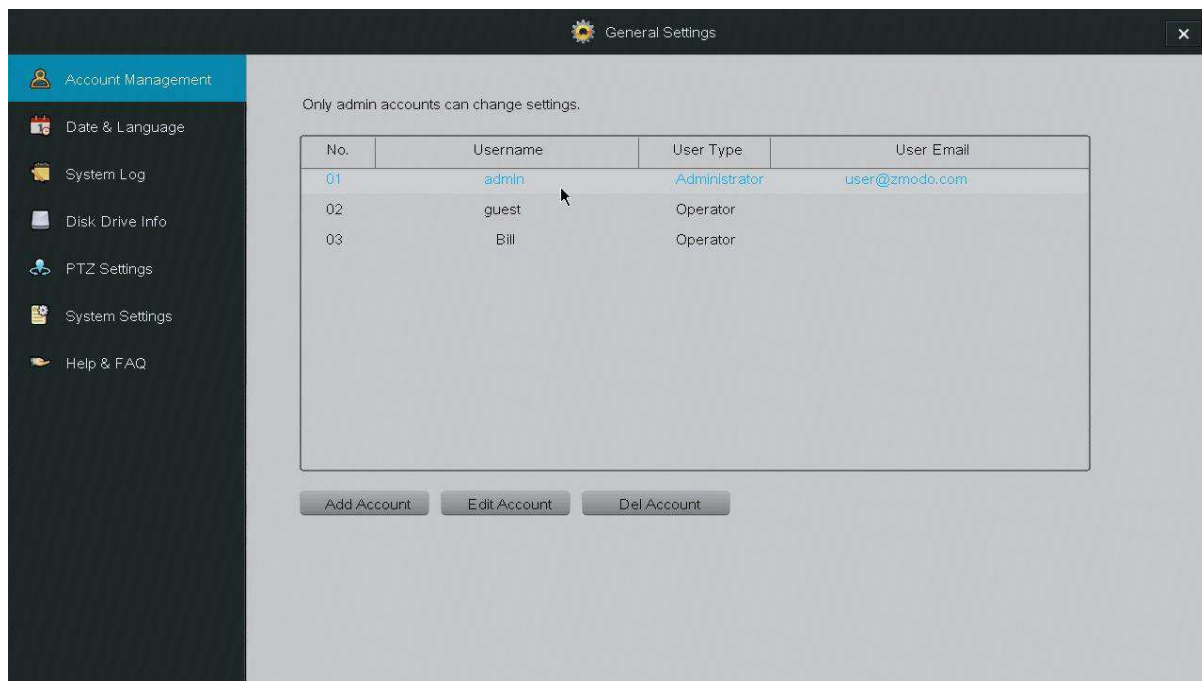 General Settings
Account Management
Date & Language
System Log
Disk Drive Info
PTZ Settings
System Settings
Help & FAQ
Only admin accounts can change settings.
No. Username User Type User Email
01 admin Administrator user@zmodo.com
02 guest Operator
03 Bill Operator
Add Account Edit Account Del Account